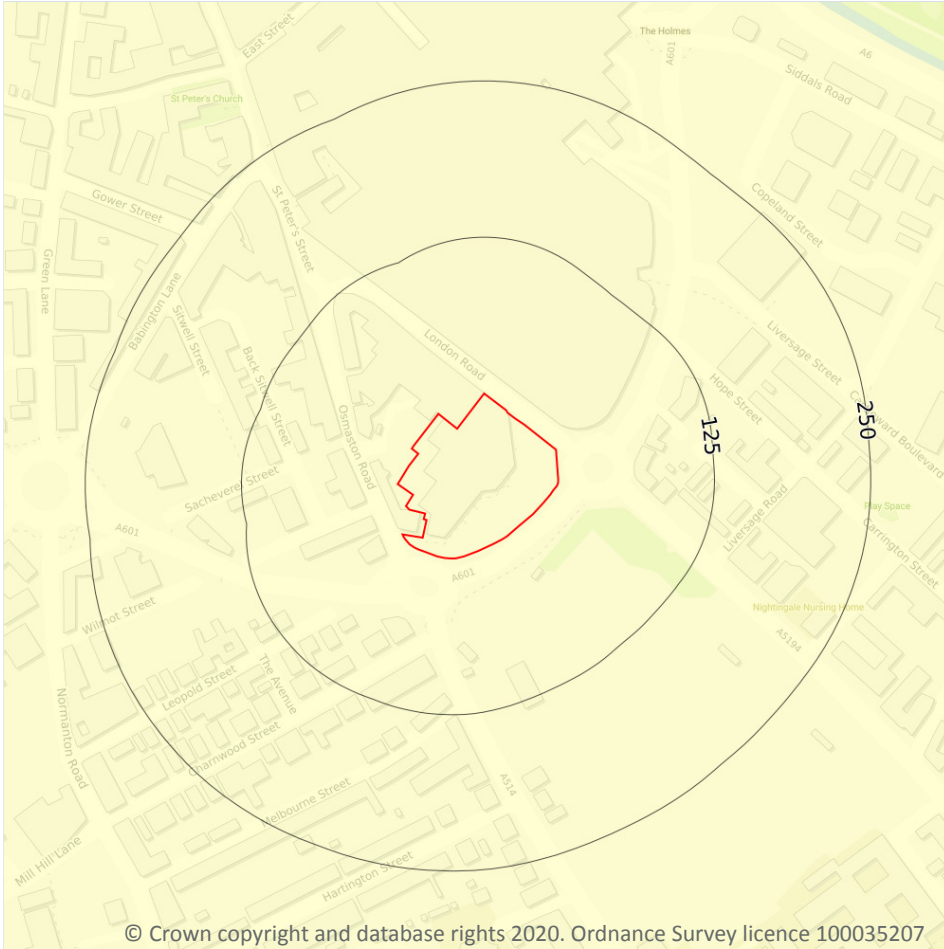 The Holmes
A601
A6
East Street
Siddals Road
St Peter's Church
Gower Street
St Peter's Street
Copeland Street
Green Lane
Babington Lane
Sitwell Street
London Road
Liversage Street
Back Sitwell Street
Hope Street
125
250
Osmaston Road
Boulevard
Sacheverel Street
A601
Play Space
Liversage Road
Carrington Street
A601
Wilmot Street
Nightingale Nursing Home
A5194
Leopold Street
The Avenue
Normanton Road
Charnwood Street
A514
Melbourne Street
Mill Hill Lane
Hartington Street
© Crown copyright and database rights 2020. Ordnance Survey licence 100035207